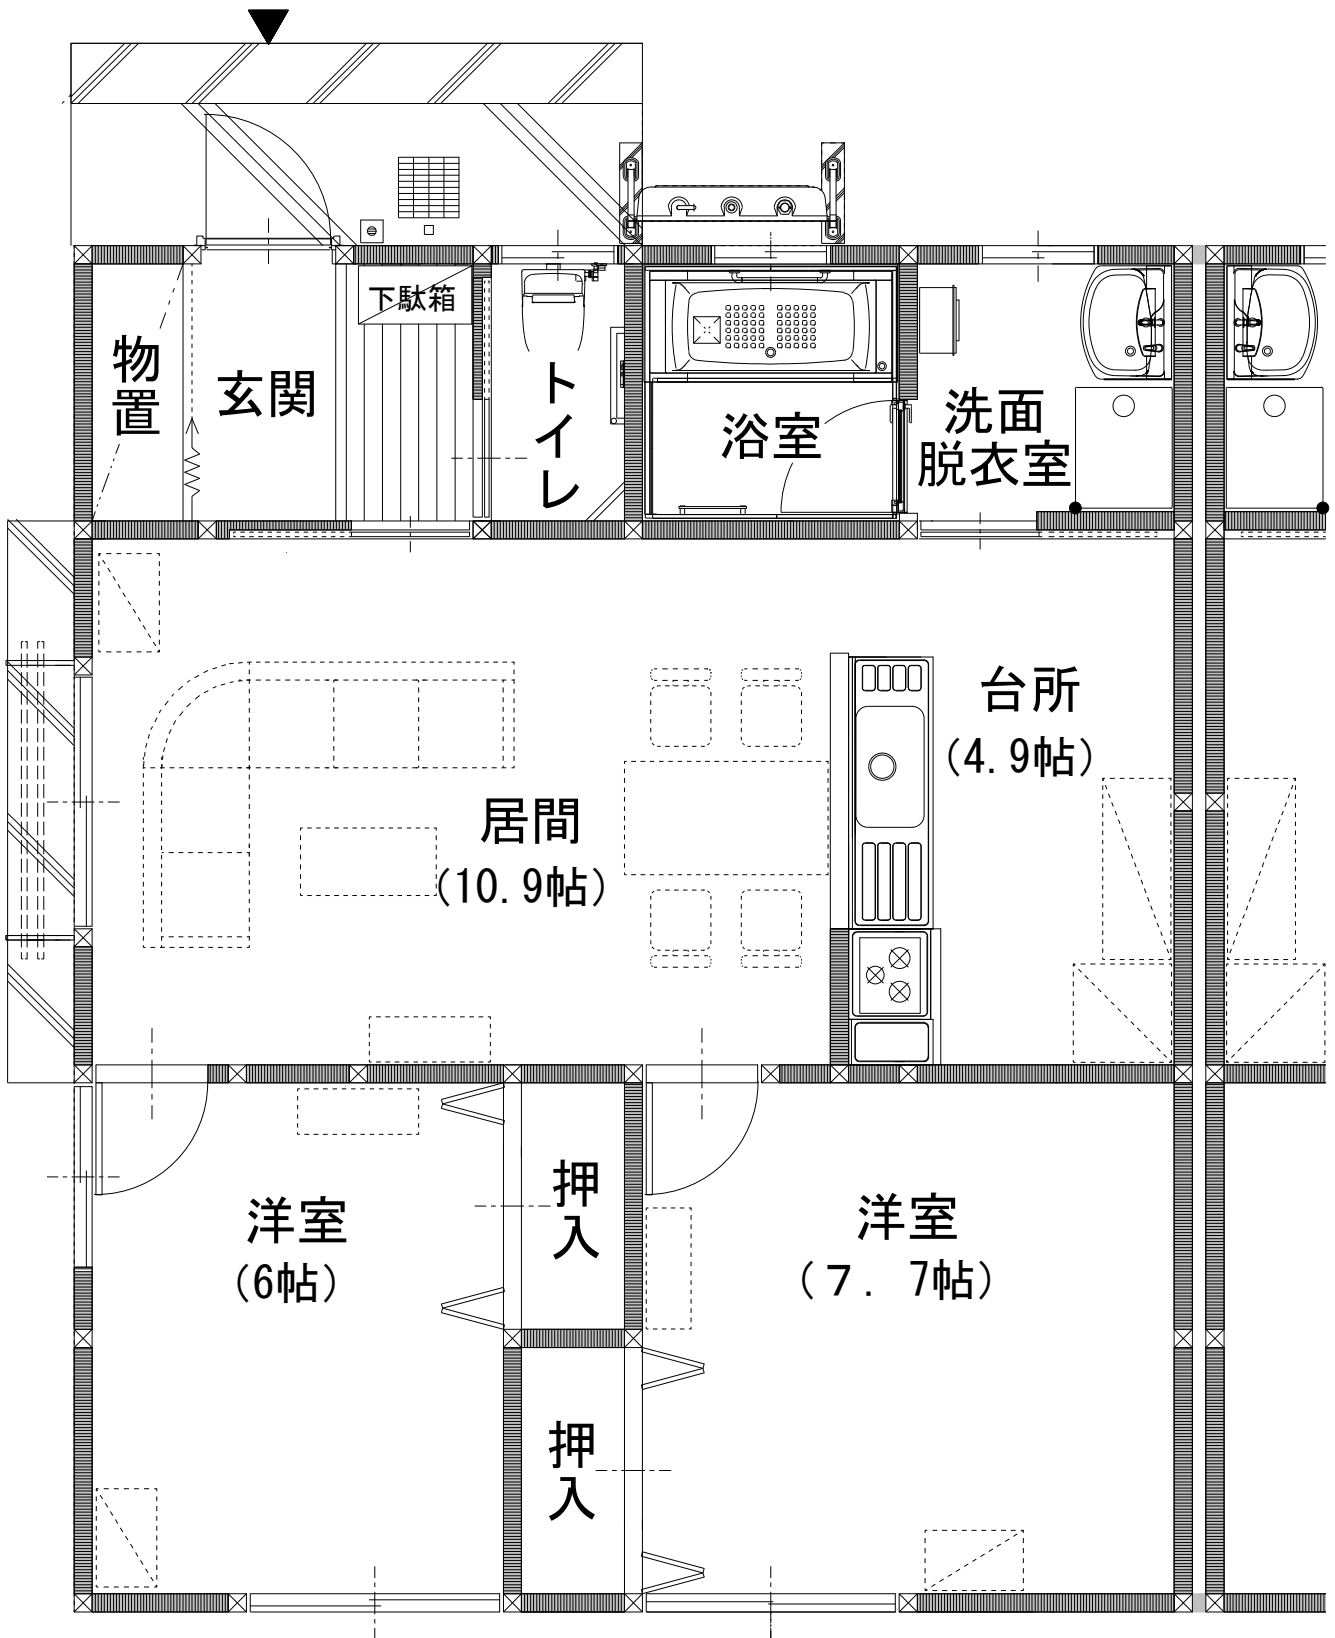 下駄箱
物置
玄関
トイレ
浴室
洗面
脱衣室
台所
(4.9帖)
居間
(10.9帖)
洋室
(6帖)
押入
洋室
(７. 7帖)
押入